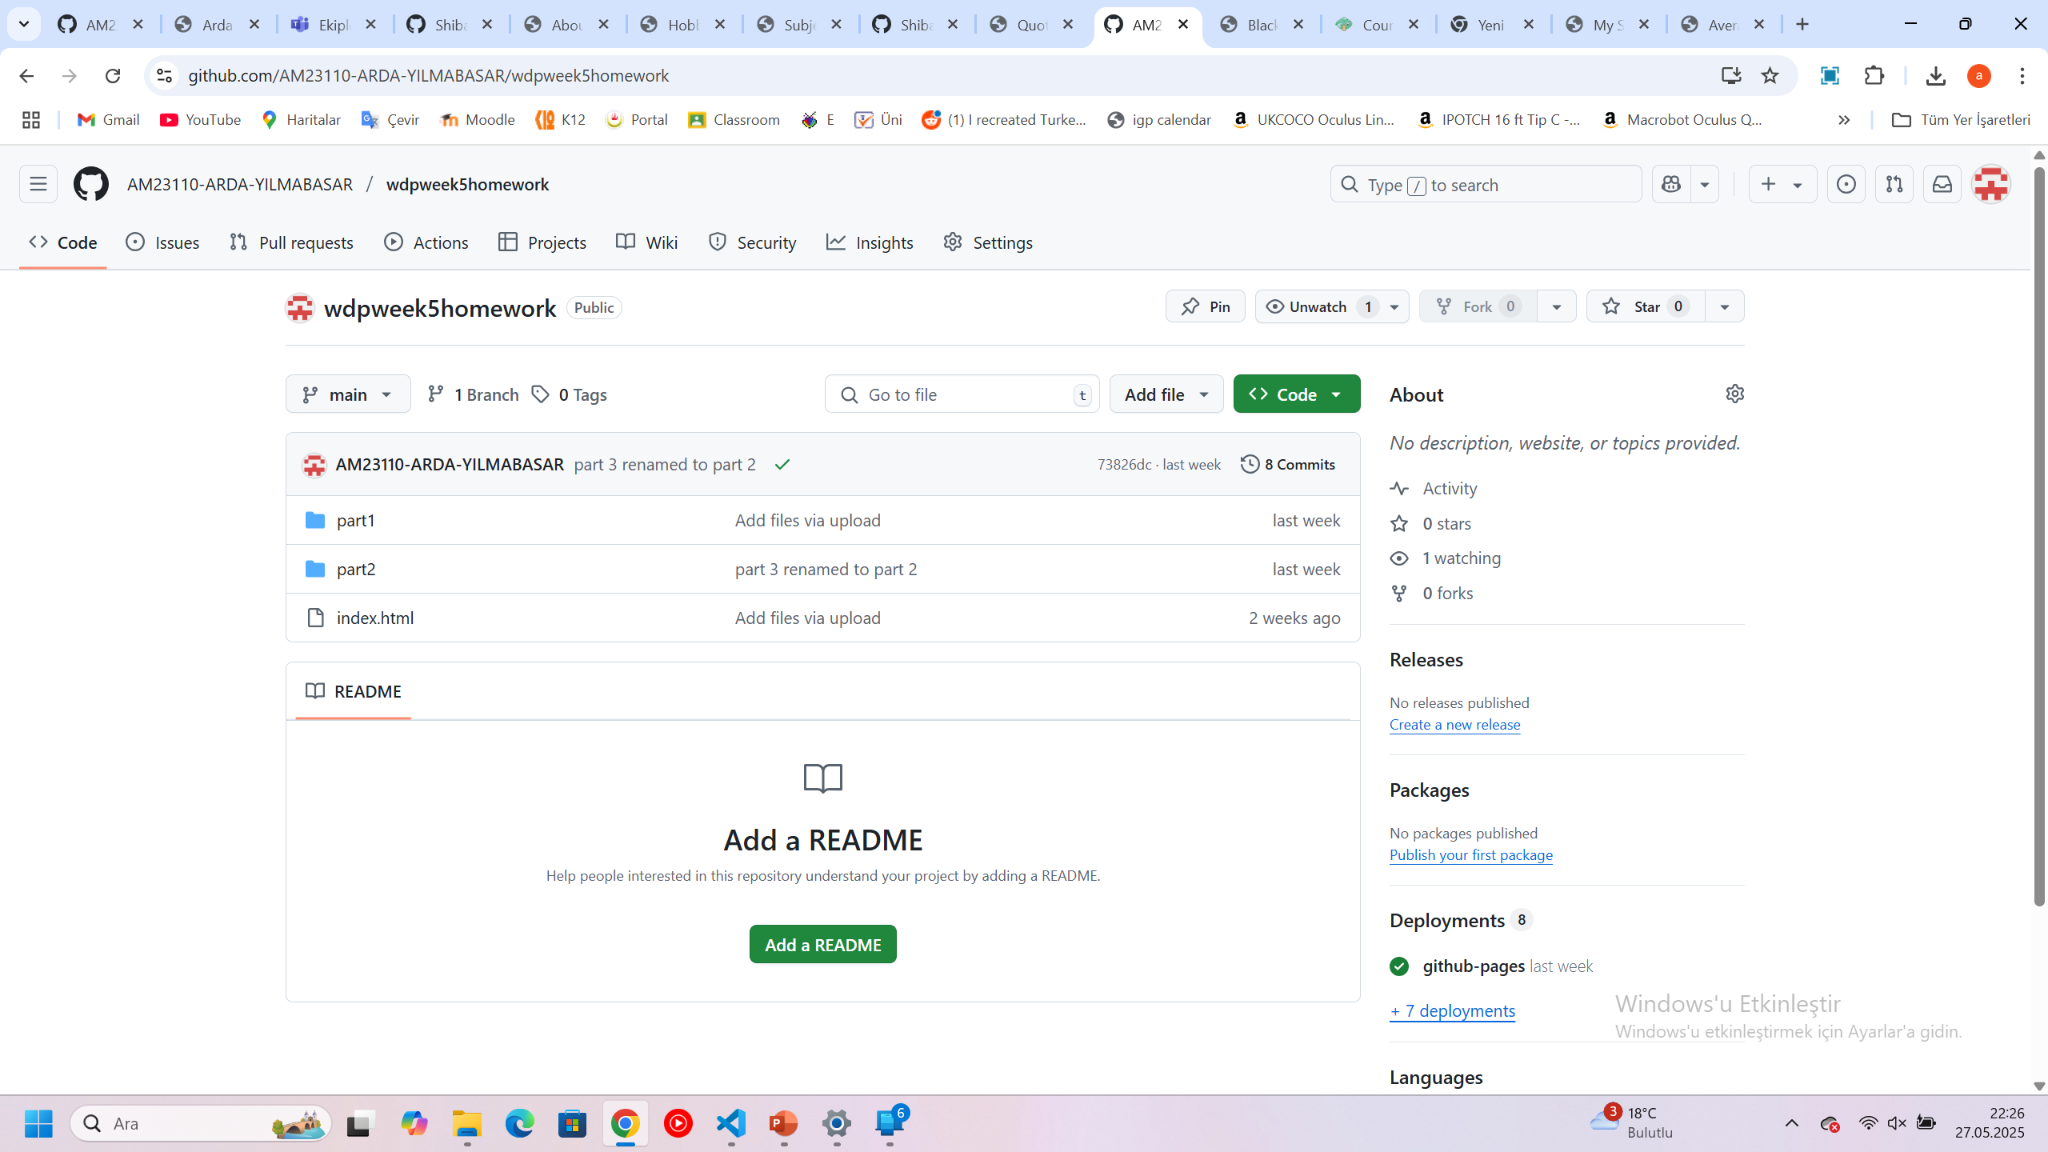 AM2
Arda
Ekipl
Shiba
Abou
Hobb
Subje
Shiba
Quot
AM2
Black
Coun
Yeni
My S
Aver
github.com/AM23110-ARDA-YILMABASAR/wdpweek5homework
a
Gmail
YouTube
Haritalar
Çevir
Moodle
K12
Portal
Classroom
E
Üni
(1) I recreated Turke...
igp calendar
UKCOCO Oculus Lin...
IPOTCH 16 ft Tip C -...
Macrobot Oculus Q...
Tüm Yer İşaretleri
AM23110-ARDA-YILMABASAR / wdpweek5homework
Type / to search
Code
Issues
Pull requests
Actions
Projects
Wiki
Security
Insights
Settings
wdpweek5homework Public
Pin
Unwatch 1
Fork 0
Star 0
main
1 Branch
0 Tags
Go to file t
Add file
Code
AM23110-ARDA-YILMABASAR part 3 renamed to part 2
73826dc · last week
8 Commits
part1 Add files via upload last week
part2 part 3 renamed to part 2 last week
index.html Add files via upload 2 weeks ago
README
Add a README
Help people interested in this repository understand your project by adding a README.
Add a README
About
No description, website, or topics provided.
Activity
0 stars
1 watching
0 forks
Releases
No releases published
Create a new release
Packages
No packages published
Publish your first package
Deployments 8
github-pages last week
+ 7 deployments
Languages
Windows'u Etkinleştir
Windows'u etkinleştirmek için Ayarlar'a gidin.
Ara
P
6
3
18°C
Bulutlu
22:26
27.05.2025